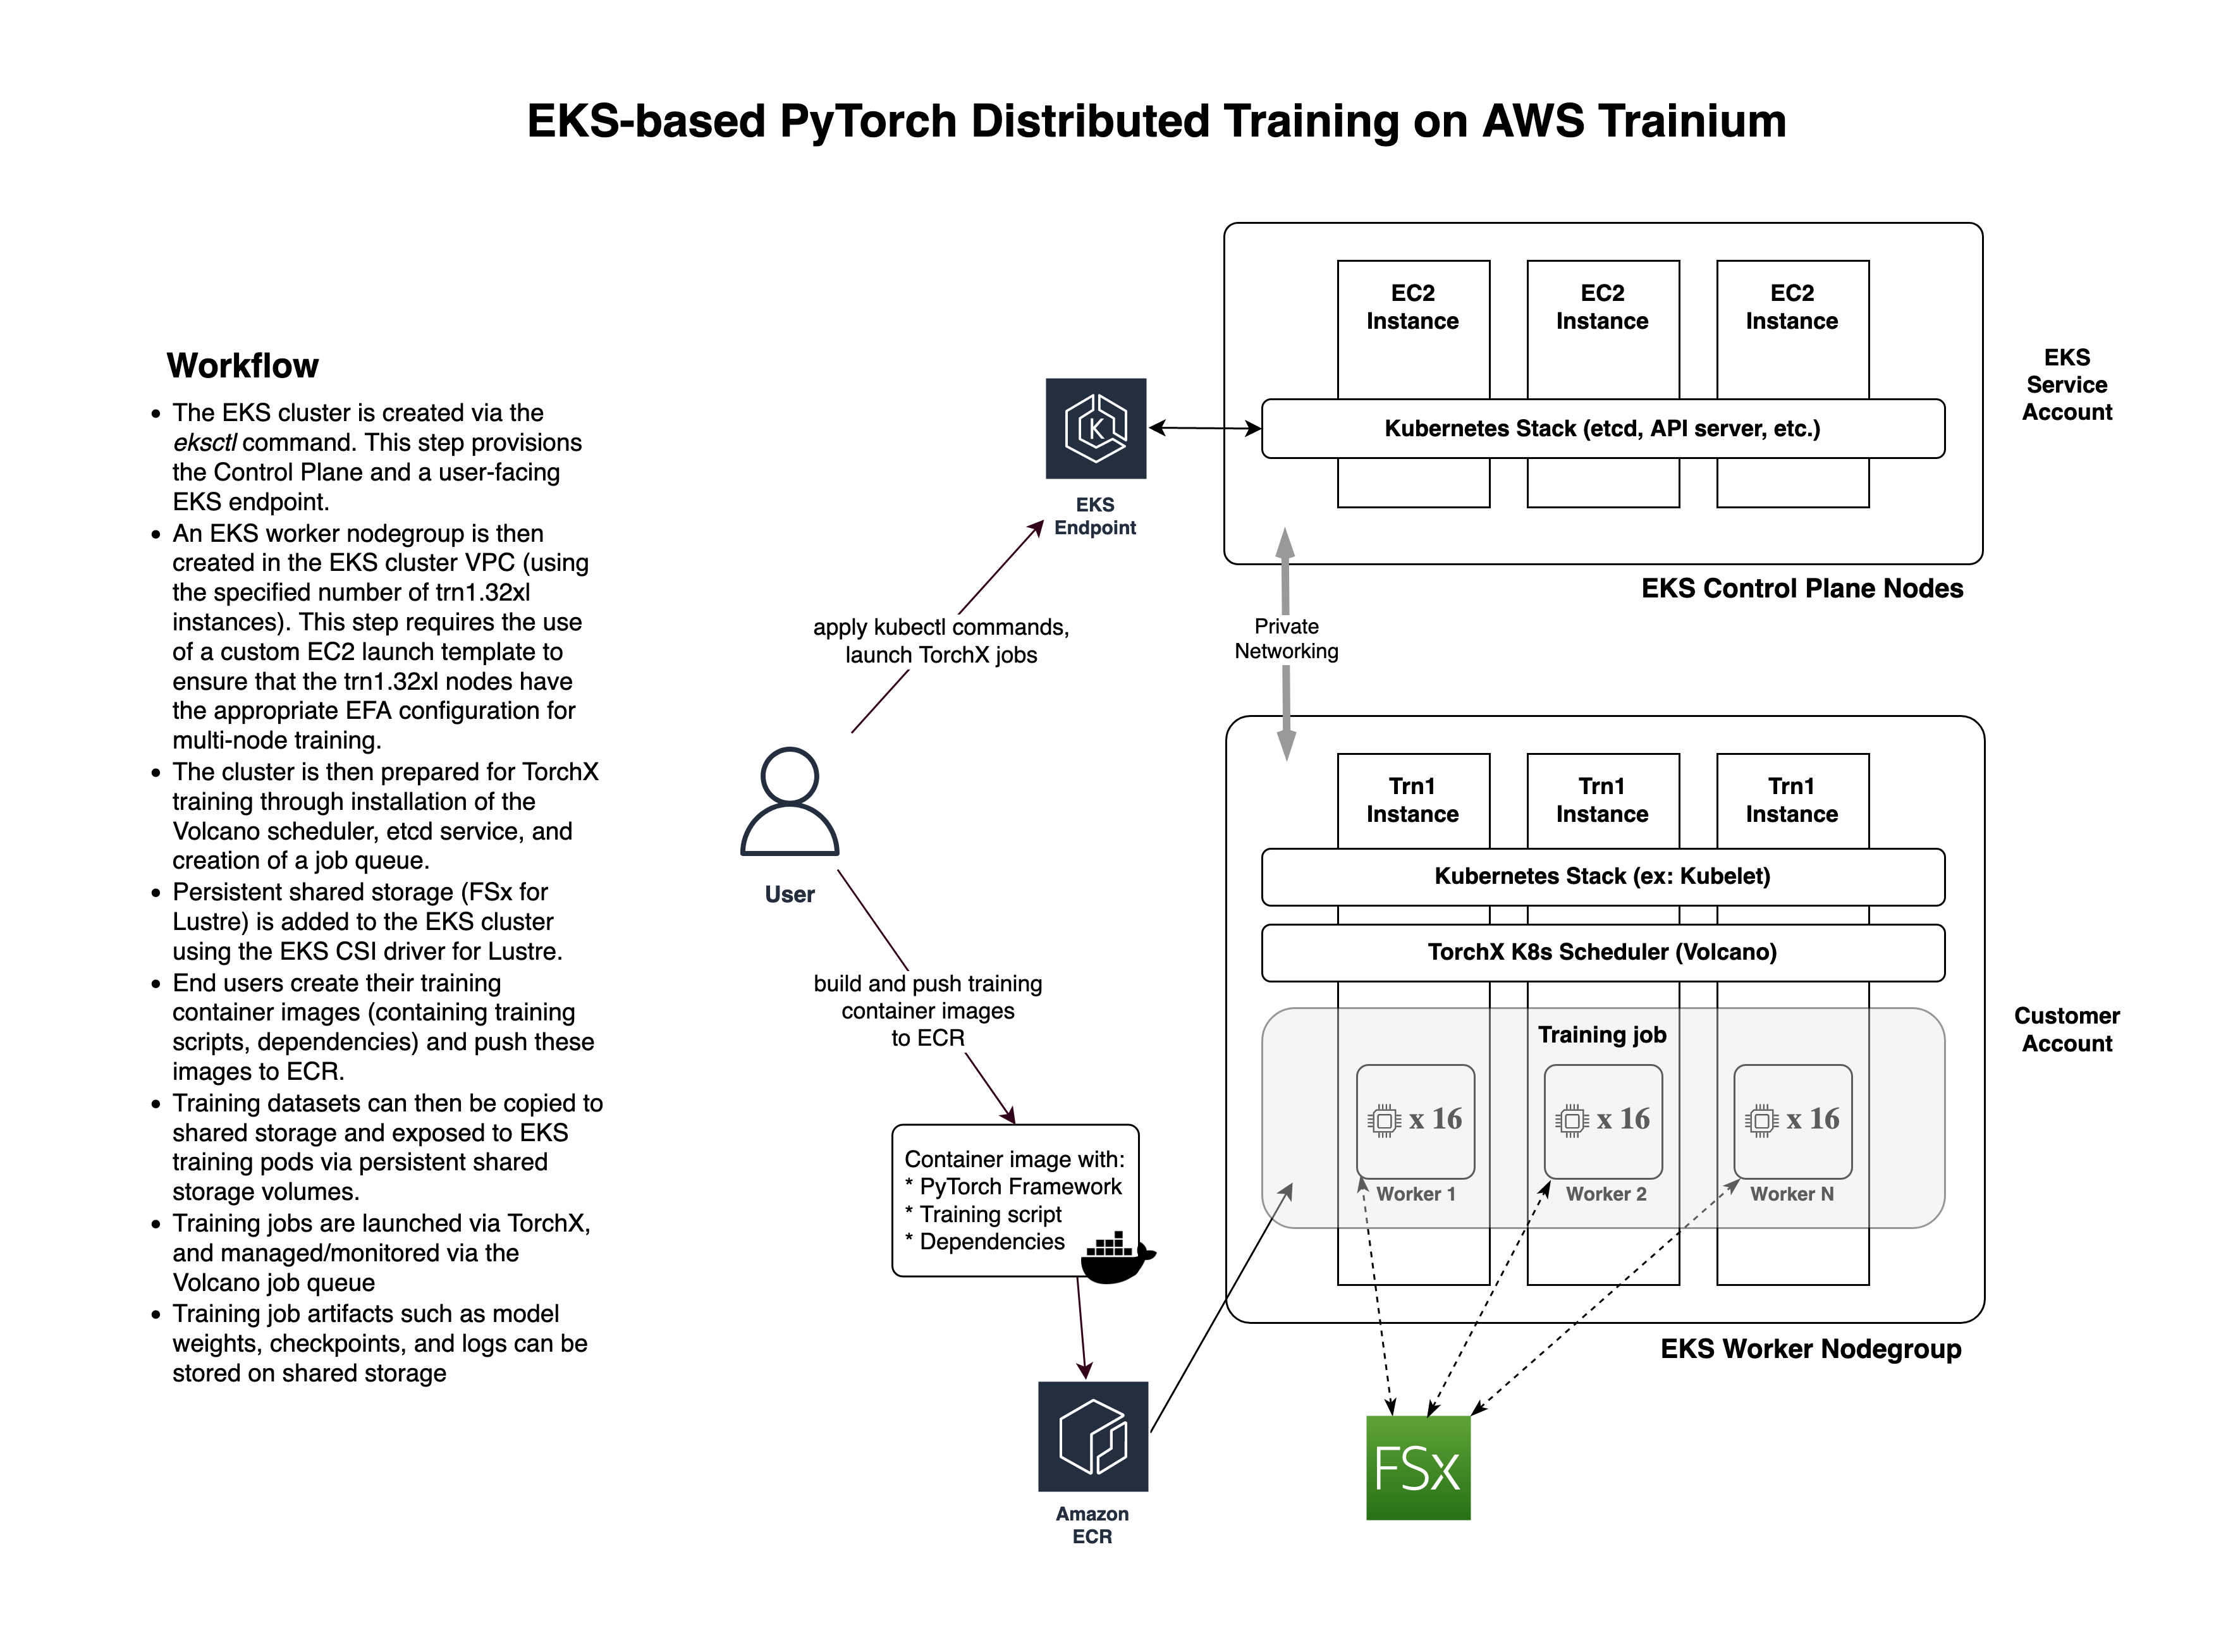 EKS-based PyTorch Distributed Training on AWS Trainium
Workflow
• The EKS cluster is created via the
eksctl command. This step provisions
the Control Plane and a user-facing
EKS endpoint.
• An EKS worker nodegroup is then
created in the EKS cluster VPC (using
the specified number of trn1.32xl
instances). This step requires the use
of a custom EC2 launch template to
ensure that the trn1.32xl nodes have
the appropriate EFA configuration for
multi-node training.
• The cluster is then prepared for TorchX
training through installation of the
Volcano scheduler, etcd service, and
creation of a job queue.
• Persistent shared storage (FSx for
Lustre) is added to the EKS cluster
using the EKS CSI driver for Lustre.
• End users create their training
container images (containing training
scripts, dependencies) and push these
images to ECR.
• Training datasets can then be copied to
shared storage and exposed to EKS
training pods via persistent shared
storage volumes.
• Training jobs are launched via TorchX,
and managed/monitored via the
Volcano job queue
• Training job artifacts such as model
weights, checkpoints, and logs can be
stored on shared storage
User
apply kubectl commands,
launch TorchX jobs
K
EKS
Endpoint
build and push training
container images
to ECR
Container image with:
* PyTorch Framework
* Training script
* Dependencies
Amazon
ECR
EC2
Instance
EC2
Instance
EC2
Instance
Kubernetes Stack (etcd, API server, etc.)
EKS
Service
Account
EKS Control Plane Nodes
Private
Networking
Trn1
Instance
Trn1
Instance
Trn1
Instance
Kubernetes Stack (ex: Kubelet)
TorchX K8s Scheduler (Volcano)
Training job
x 16
x 16
x 16
Worker 1
Worker 2
Worker N
Customer
Account
EKS Worker Nodegroup
FSx